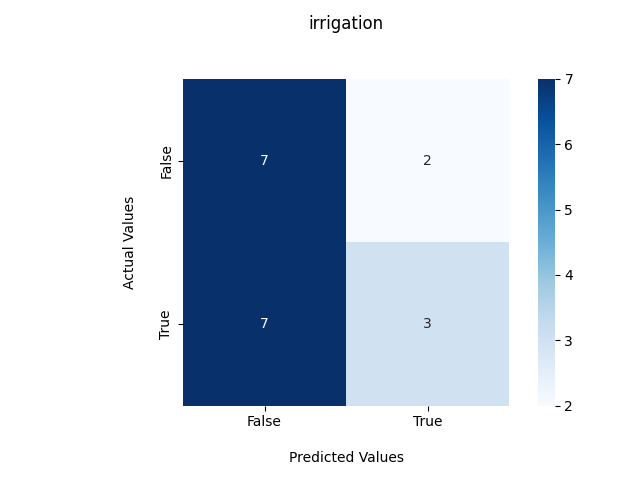 irrigation
Actual Values
False
True
7
2
7
3
False
True
Predicted Values
7
6
5
4
3
2